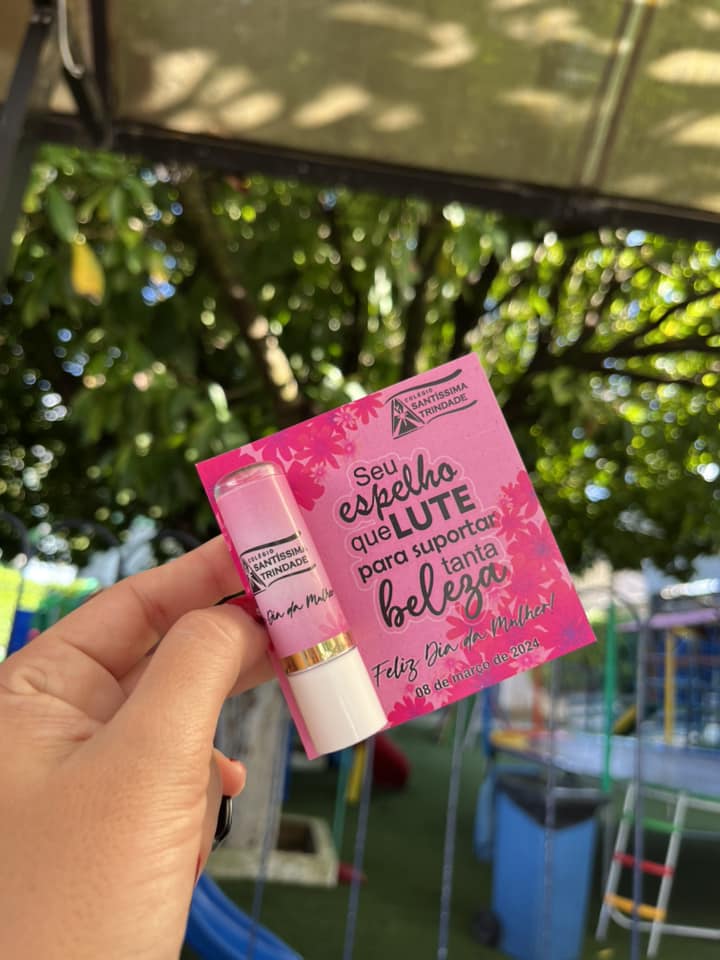 COLÉGIO
SANTÍSSIMA
TRINDADE
Seu
espelho
que LUTE
para suportar
tanta
beleza
Feliz Dia da Mulher!
08 de março de 2024
COLÉGIO
SANTÍSSIMA
TRINDADE
Dia da Mulher